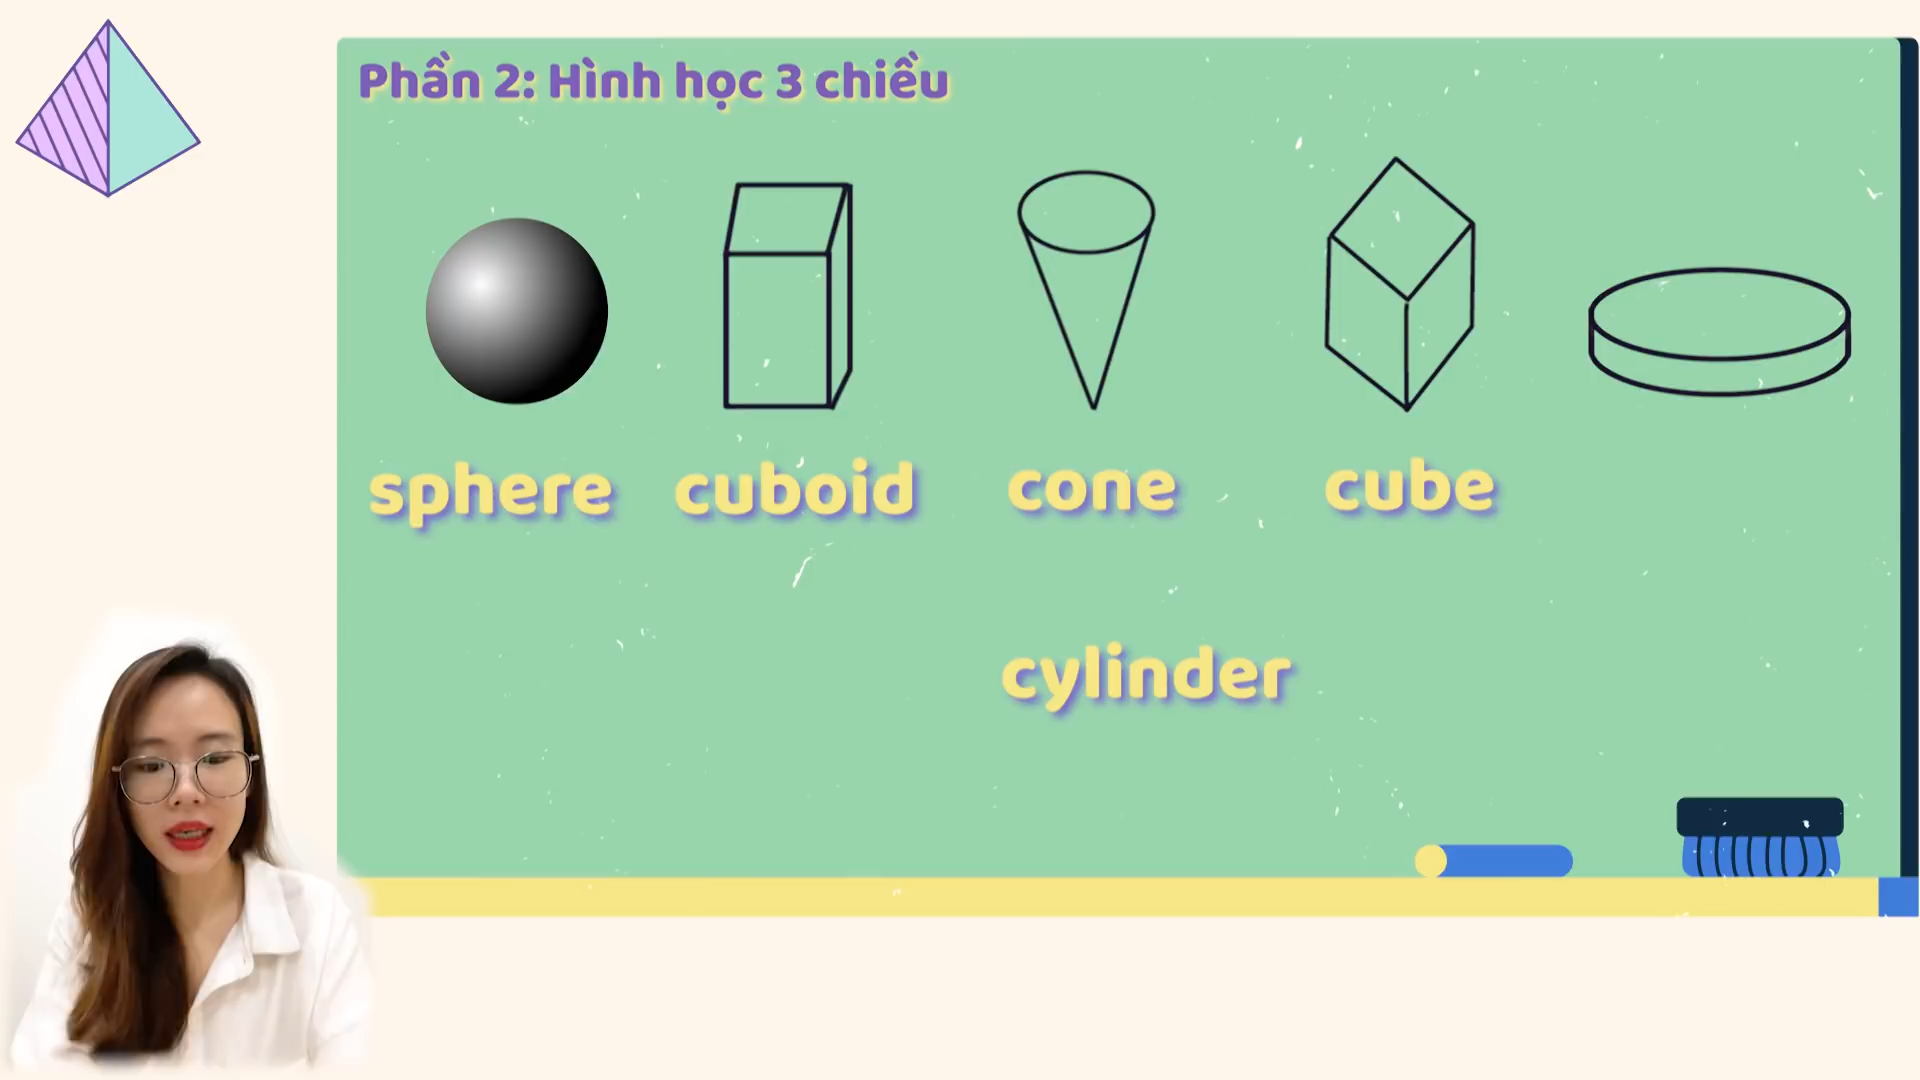 Phần 2: Hình học 3 chiều
sphere cuboid cone cube
cylinder